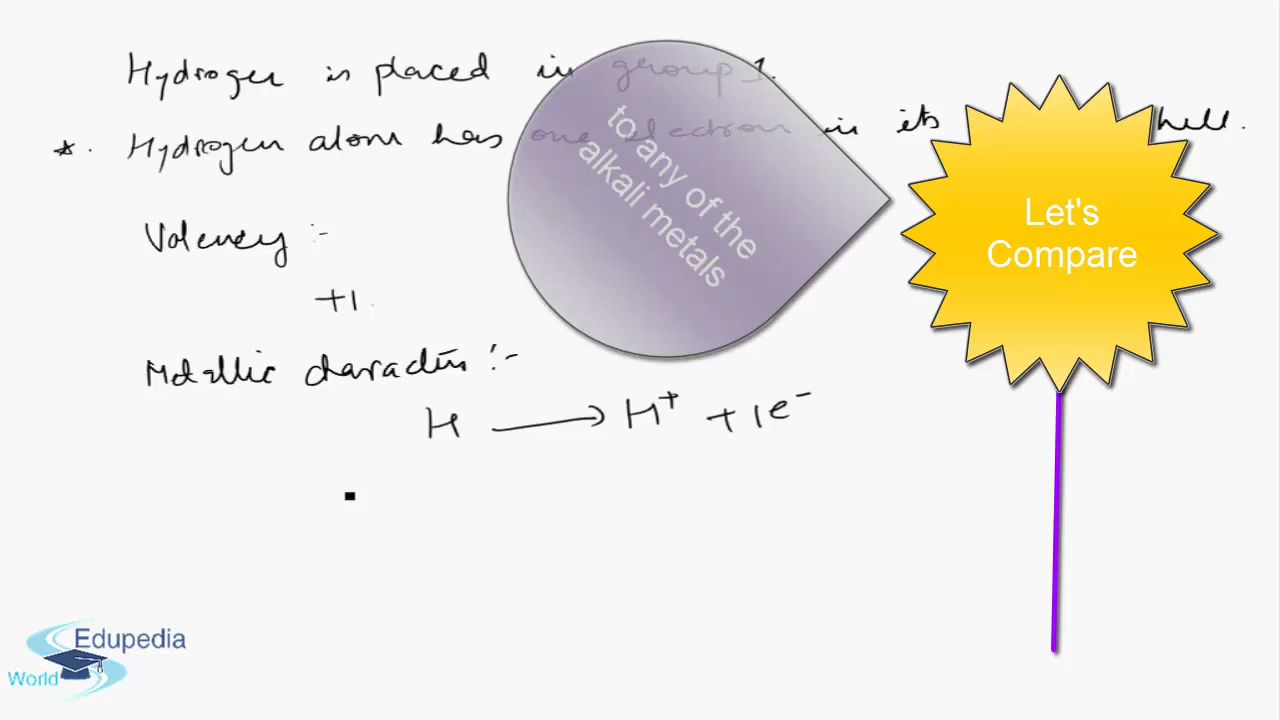 Hydrogen is placed in group 1.
*. Hydrogen atom has one electron in its hell.
to any of the
alkali metals
Let's
Compare
Valency :-
+1.
Metallic character :-
H ⟶ H⁺ + 1e⁻
Edupedia
World